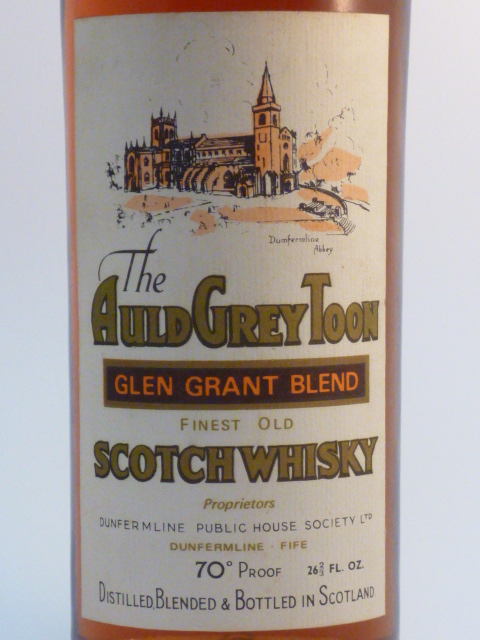 Dunfermline
Abbey.
The
AULD GREY TOON
GLEN GRANT BLEND
FINEST OLD
SCOTCH WHISKY
Proprietors
DUNFERMLINE PUBLIC HOUSE SOCIETY LTD
DUNFERMLINE · FIFE
70° PROOF 26⅔ FL. OZ.
DISTILLED, BLENDED & BOTTLED IN SCOTLAND